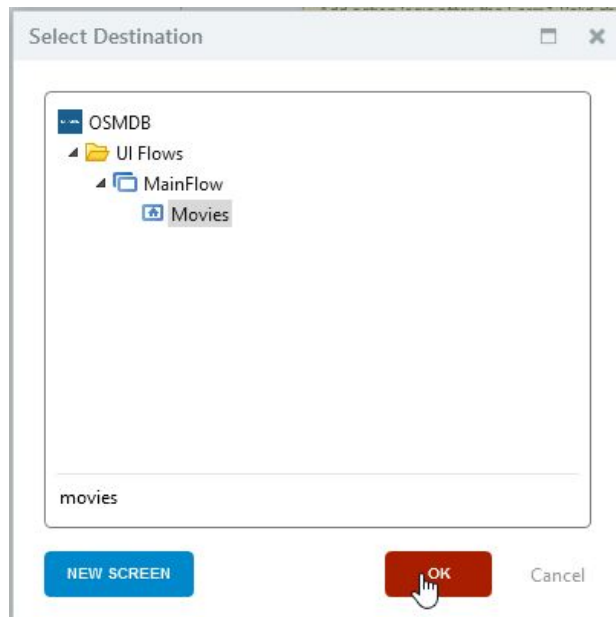 Select Destination
OSMDB
UI Flows
MainFlow
Movies
movies
NEW SCREEN
OK
Cancel